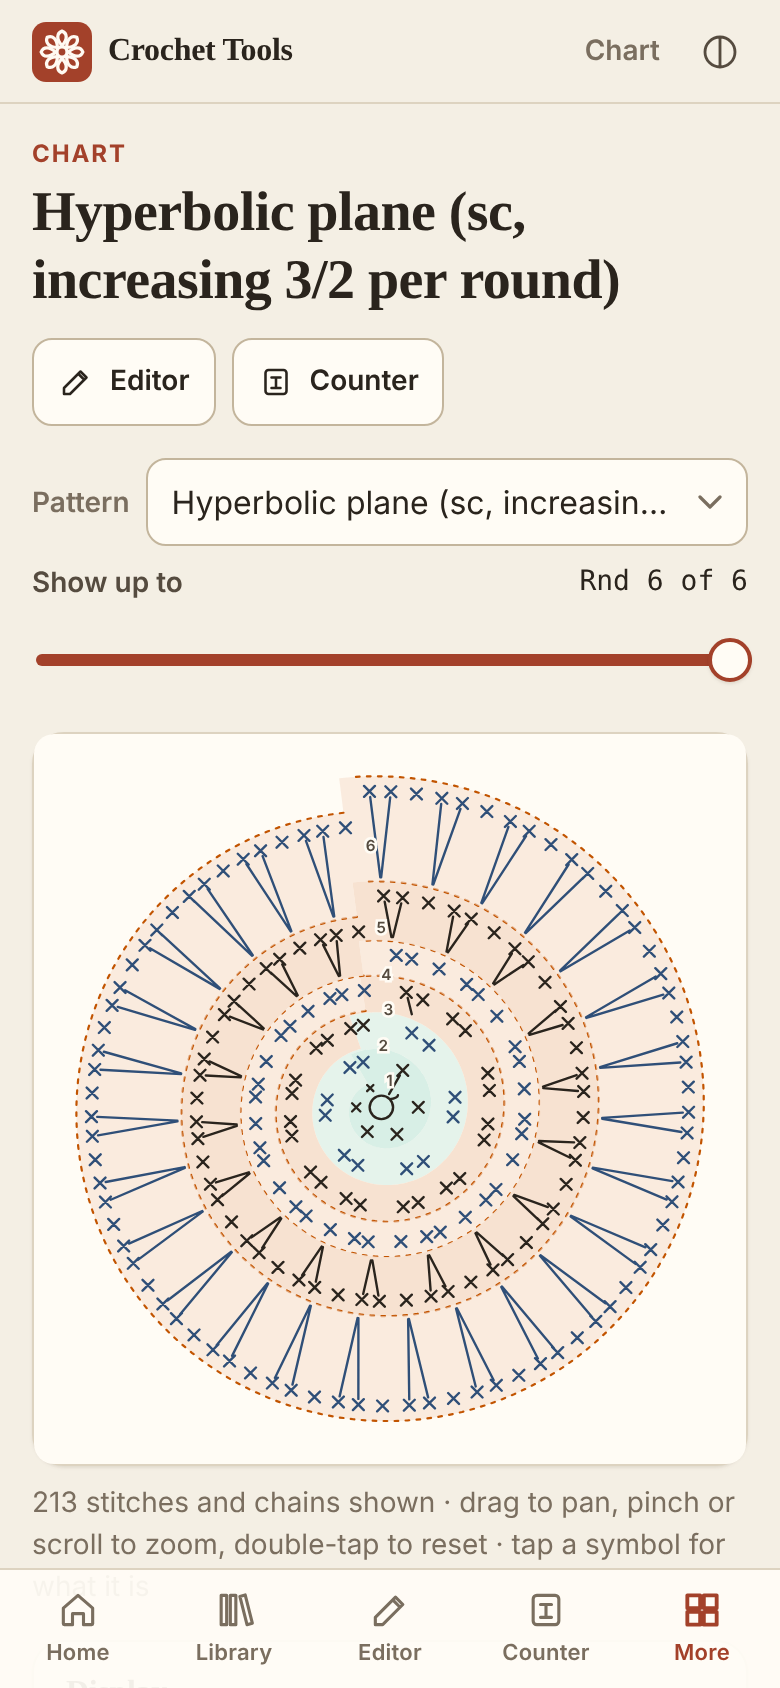 Crochet Tools
Chart
CHART
Hyperbolic plane (sc,
increasing 3/2 per round)
Editor
Counter
Pattern
Hyperbolic plane (sc, increasin...
Show up to
Rnd 6 of 6
6
5
4
3
2
1
213 stitches and chains shown · drag to pan, pinch or
scroll to zoom, double-tap to reset · tap a symbol for
what it is
Display
Home
Library
Editor
Counter
More